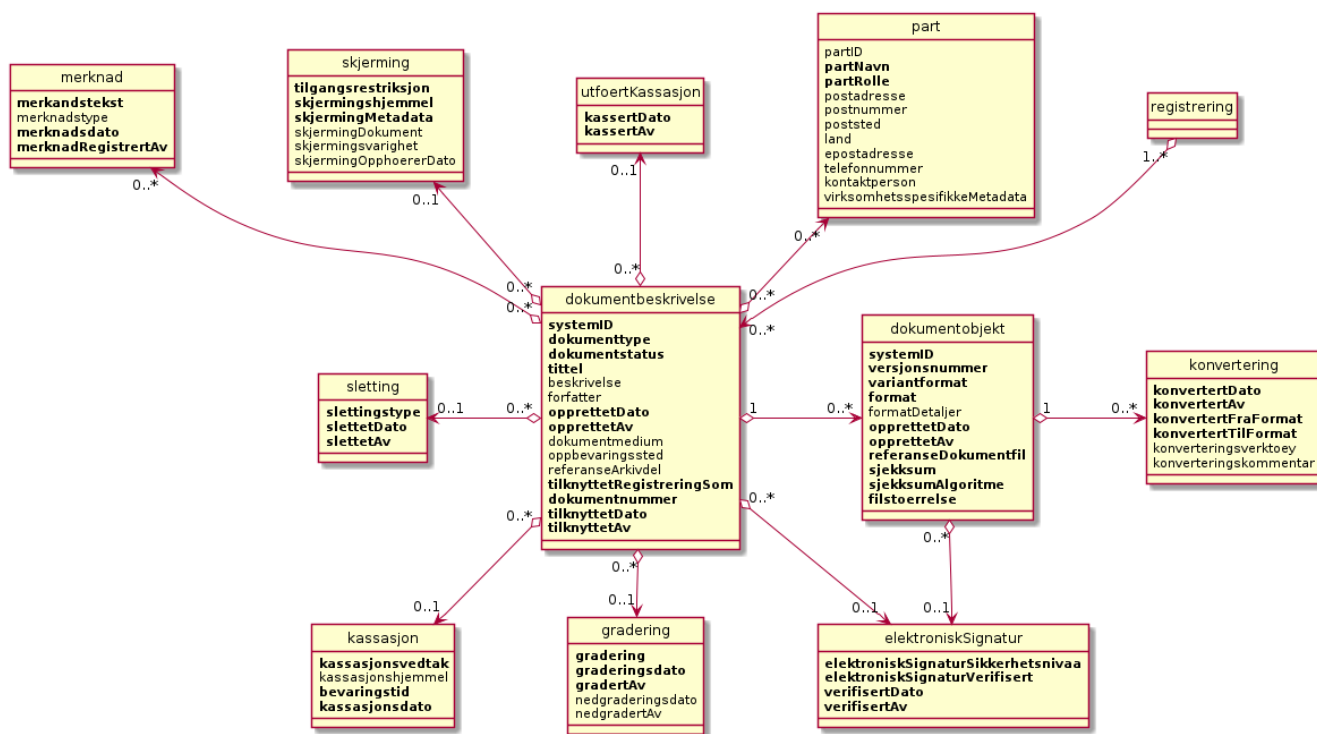 part
partID
partNavn
partRolle
postadresse
postnummer
poststed
land
epostadresse
telefonnummer
kontaktperson
virksomhetsspesifikkeMetadata
skjerming
tilgangsrestriksjon
skjermingshjemmel
skjermingMetadata
skjermingDokument
skjermingsvarighet
skjermingOpphoererDato
merknad
merkandstekst
merknadstype
merknadsdato
merknadRegistrertAv
utfoertKassasjon
kassertDato
kassertAv
registrering
0..*
0..1
0..1
0..*
1..*
0..*
0..*
0..*
0..*
0..*
dokumentbeskrivelse
systemID
dokumenttype
dokumentstatus
tittel
beskrivelse
forfatter
opprettetDato
opprettetAv
dokumentmedium
oppbevaringssted
referanseArkivdel
tilknyttetRegistreringSom
dokumentnummer
tilknyttetDato
tilknyttetAv
dokumentobjekt
systemID
versjonsnummer
variantformat
format
formatDetaljer
opprettetDato
opprettetAv
referanseDokumentfil
sjekksum
sjekksumAlgoritme
filstoerrelse
konvertering
konvertertDato
konvertertAv
konvertertFraFormat
konvertertTilFormat
konverteringsverktoey
konverteringskommentar
sletting
slettingstype
slettetDato
slettetAv
0..1
0..*
1
0..*
1
0..*
0..*
0..*
0..*
0..*
0..1
0..1
0..1
0..1
kassasjon
kassasjonsvedtak
kassasjonshjemmel
bevaringstid
kassasjonsdato
gradering
gradering
graderingsdato
gradertAv
nedgraderingsdato
nedgradertAv
elektroniskSignatur
elektroniskSignaturSikkerhetsnivaa
elektroniskSignaturVerifisert
verifisertDato
verifisertAv